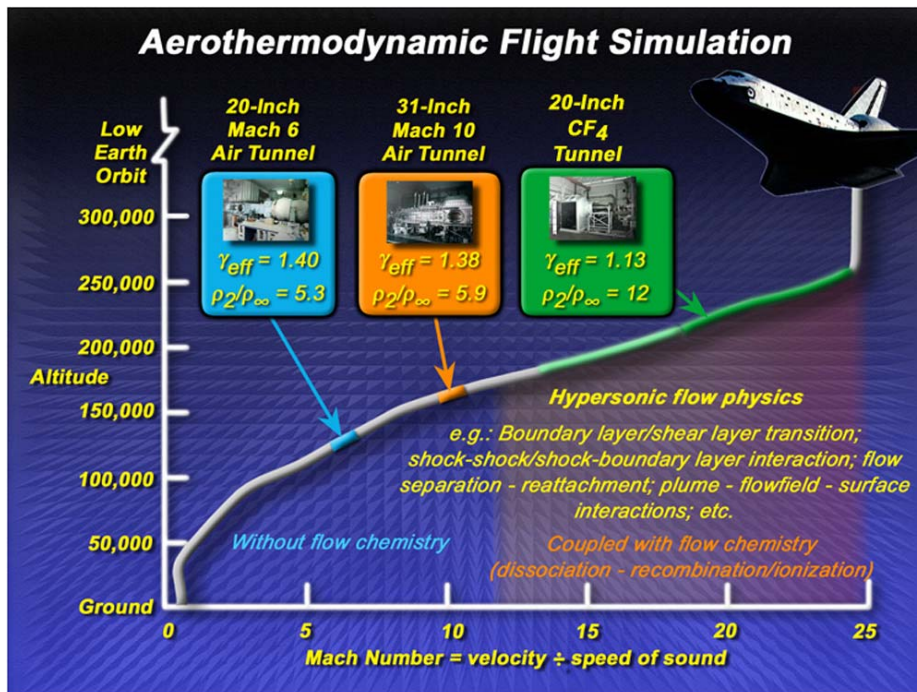 Aerothermodynamic Flight Simulation
20-Inch
Mach 6
Air Tunnel
31-Inch
Mach 10
Air Tunnel
20-Inch
CF4
Tunnel
γeff = 1.40
ρ2/ρ∞ = 5.3
γeff = 1.38
ρ2/ρ∞ = 5.9
γeff = 1.13
ρ2/ρ∞ = 12
Low
Earth
Orbit
300,000
250,000
200,000
Altitude
150,000
100,000
50,000
Ground
Hypersonic flow physics
e.g.: Boundary layer/shear layer transition;
shock-shock/shock-boundary layer interaction; flow
separation - reattachment; plume - flowfield - surface
interactions; etc.
Without flow chemistry
Coupled with flow chemistry
(dissociation - recombination/ionization)
0 5 10 15 20 25
Mach Number = velocity ÷ speed of sound